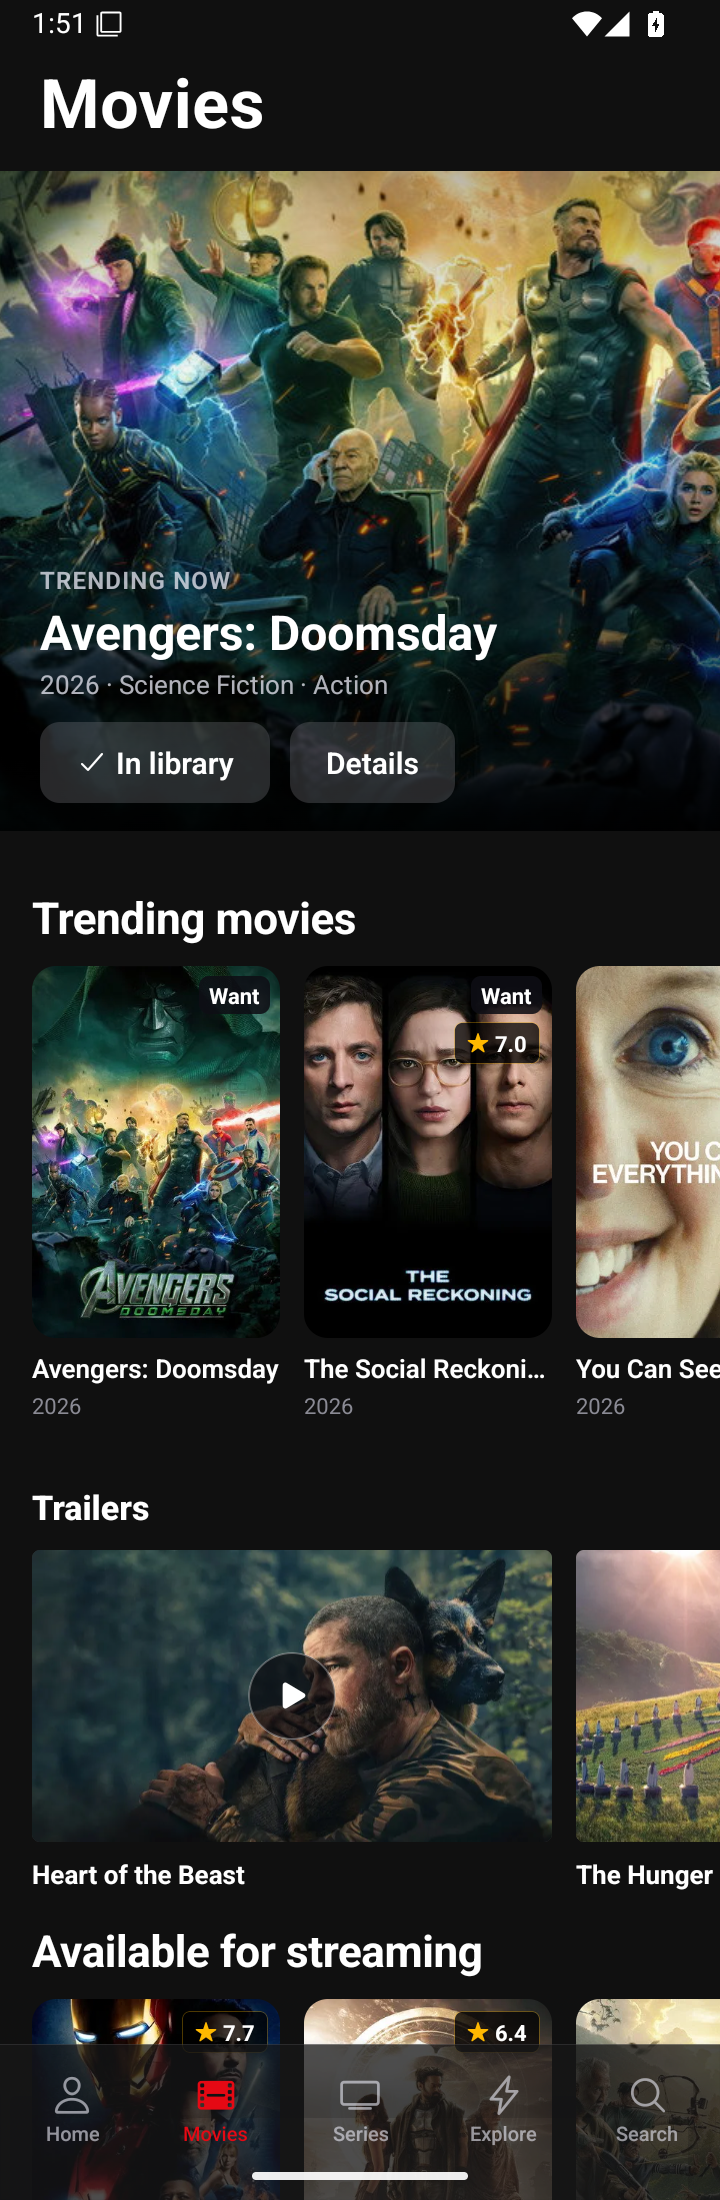 1:51
Movies
TRENDING NOW
Avengers: Doomsday
2026 · Science Fiction · Action
In library
Details
Trending movies
Want
AVENGERS
DOOMSDAY
Avengers: Doomsday
2026
Want
7.0
THE
SOCIAL RECKONING
The Social Reckoni...
2026
YOU C
EVERYTHIN
You Can See
2026
Trailers
Heart of the Beast
The Hunger
Available for streaming
7.7
6.4
Home
Movies
Series
Explore
Search